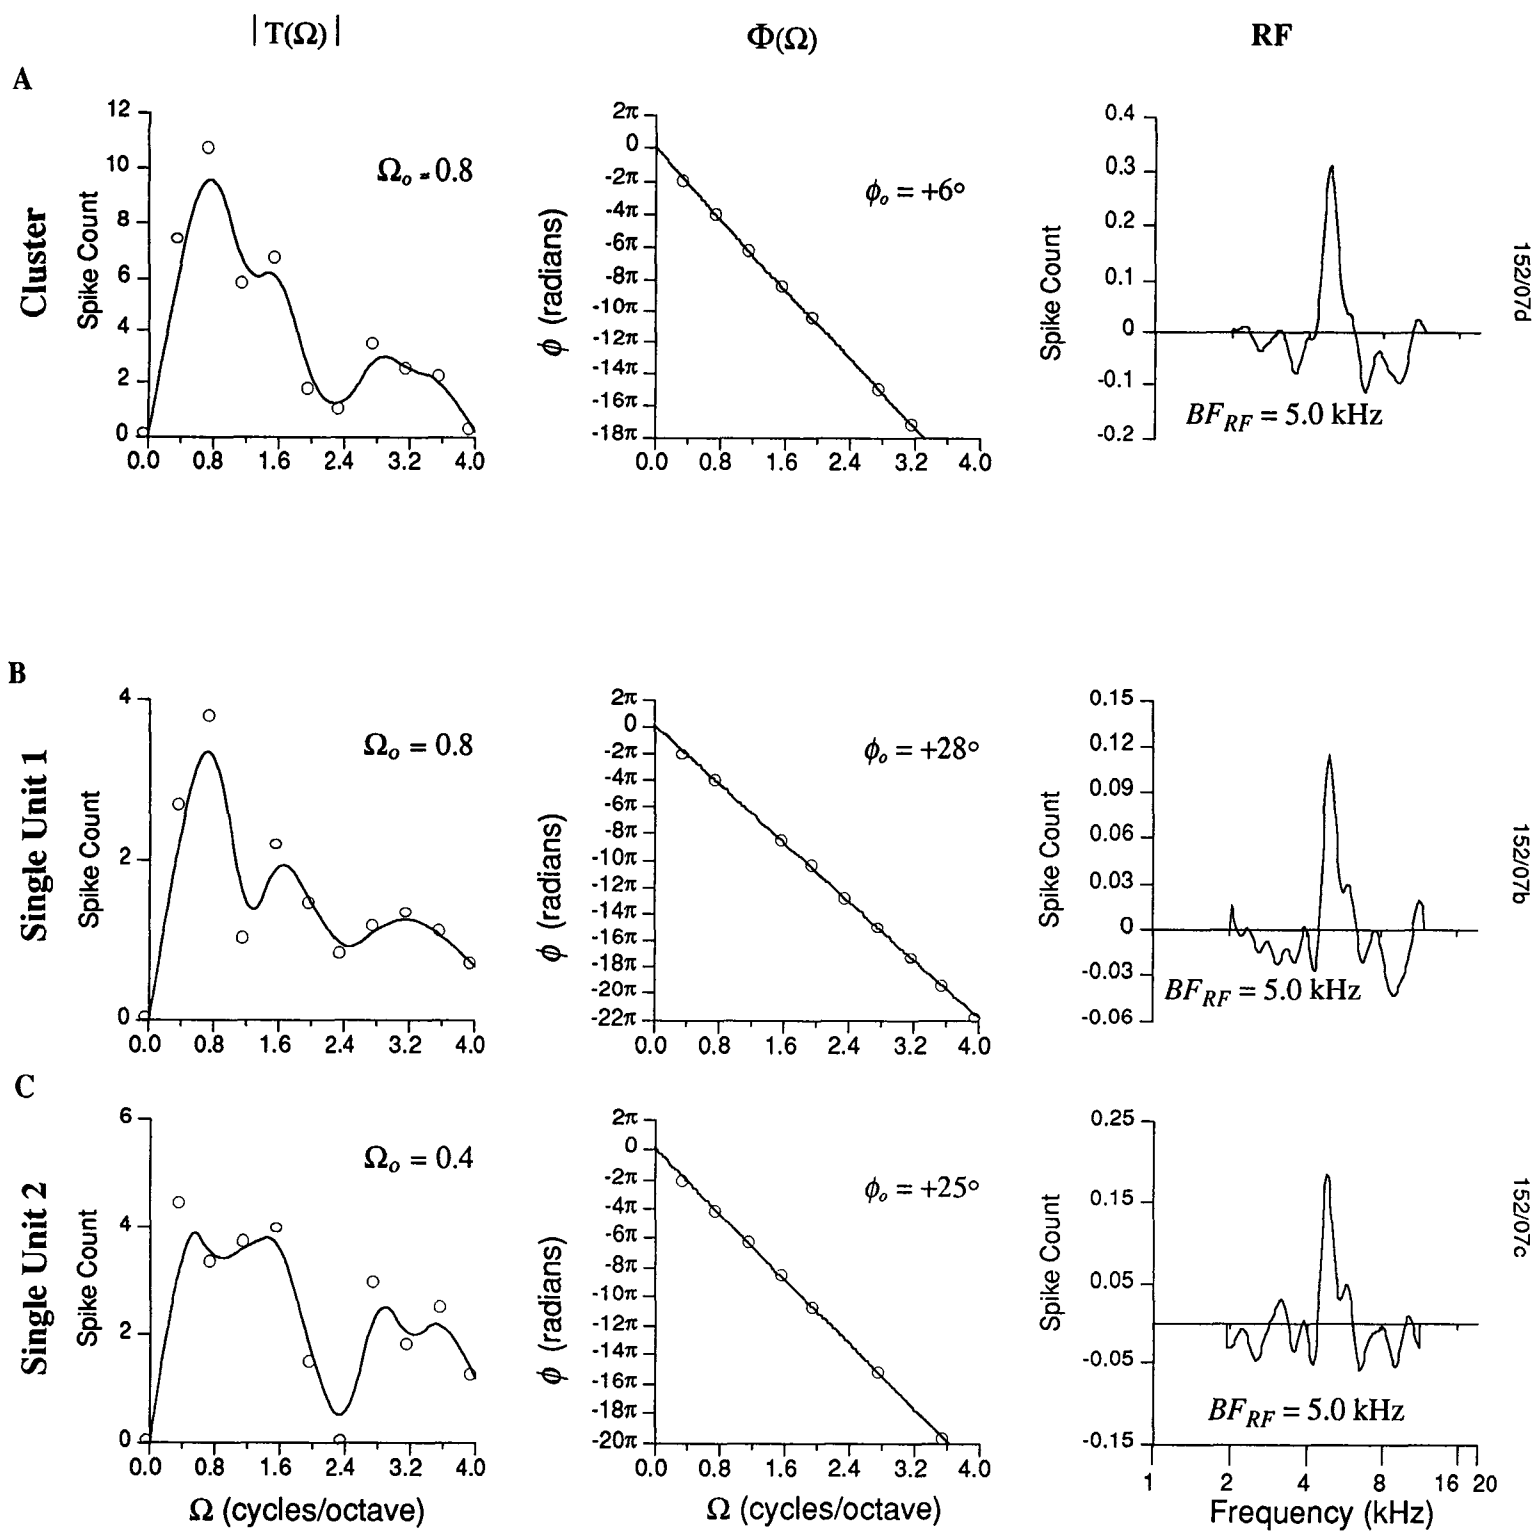 |T(Ω)|
Φ(Ω)
RF
A
Cluster
Spike Count
12
10
8
6
4
2
0
0.0 0.8 1.6 2.4 3.2 4.0
Ωo ≈ 0.8
ϕ (radians)
2π
0
-2π
-4π
-6π
-8π
-10π
-12π
-14π
-16π
-18π
0.0 0.8 1.6 2.4 3.2 4.0
ϕo = +6°
Spike Count
0.4
0.3
0.2
0.1
0
-0.1
-0.2
BFRF = 5.0 kHz
152/07d
B
Single Unit 1
Spike Count
4
2
0
0.0 0.8 1.6 2.4 3.2 4.0
Ωo = 0.8
ϕ (radians)
2π
0
-2π
-4π
-6π
-8π
-10π
-12π
-14π
-16π
-18π
-20π
-22π
0.0 0.8 1.6 2.4 3.2 4.0
ϕo = +28°
Spike Count
0.15
0.12
0.09
0.06
0.03
0
-0.03
-0.06
BFRF = 5.0 kHz
152/07b
C
Single Unit 2
Spike Count
6
4
2
0
0.0 0.8 1.6 2.4 3.2 4.0
Ω (cycles/octave)
Ωo = 0.4
ϕ (radians)
2π
0
-2π
-4π
-6π
-8π
-10π
-12π
-14π
-16π
-18π
-20π
0.0 0.8 1.6 2.4 3.2 4.0
Ω (cycles/octave)
ϕo = +25°
Spike Count
0.25
0.15
0.05
-0.05
-0.15
BFRF = 5.0 kHz
1 2 4 8 16 20
Frequency (kHz)
152/07c